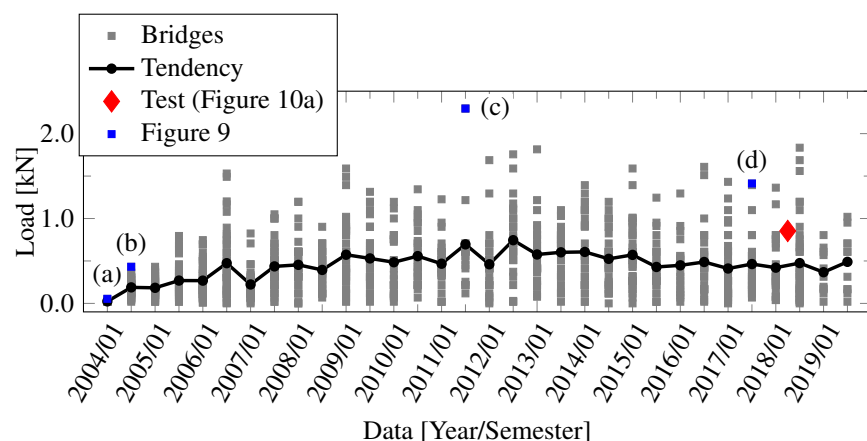 Bridges
Tendency
Test (Figure 10a)
Figure 9
(a)
(b)
(c)
(d)
2.0
1.0
0.0
Load [kN]
2004/01
2005/01
2006/01
2007/01
2008/01
2009/01
2010/01
2011/01
2012/01
2013/01
2014/01
2015/01
2016/01
2017/01
2018/01
2019/01
Data [Year/Semester]